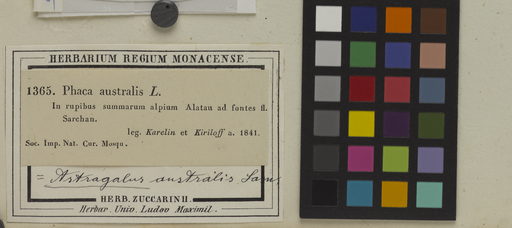 HERBARIUM REGIUM MONACENSE.
1365. Phaca australis L.
In rupibus summarum alpium Alatau ad fontes fl.
Sarchan.
leg. Karelin et Kiriloff a. 1841.
Soc. Imp. Nat. Cur. Mosqu.
= Astragalus australis Lam.
HERB. ZUCCARINII.
Herbar. Univ. Ludov. Maximil.